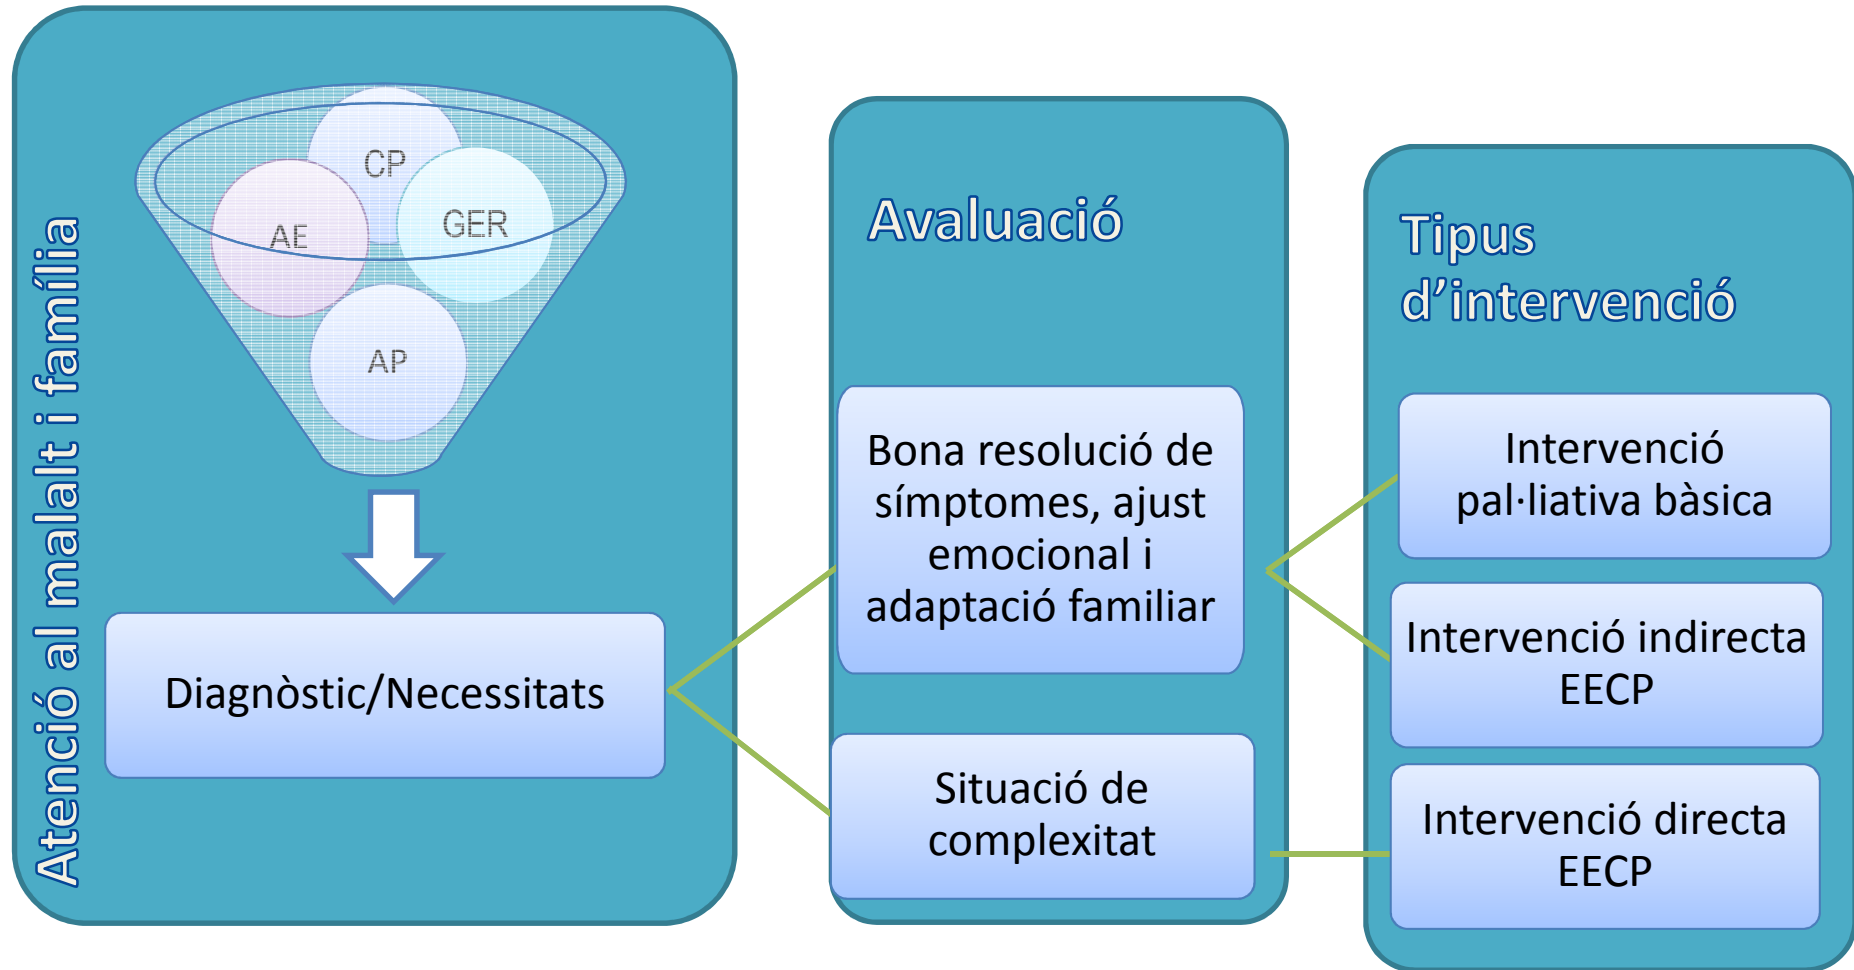 Atenció al malalt i família
CP
AE
GER
AP
Diagnòstic/Necessitats
Avaluació
Bona resolució de
símptomes, ajust
emocional i
adaptació familiar
Situació de
complexitat
Tipus
d’intervenció
Intervenció
pal·liativa bàsica
Intervenció indirecta
EECP
Intervenció directa
EECP